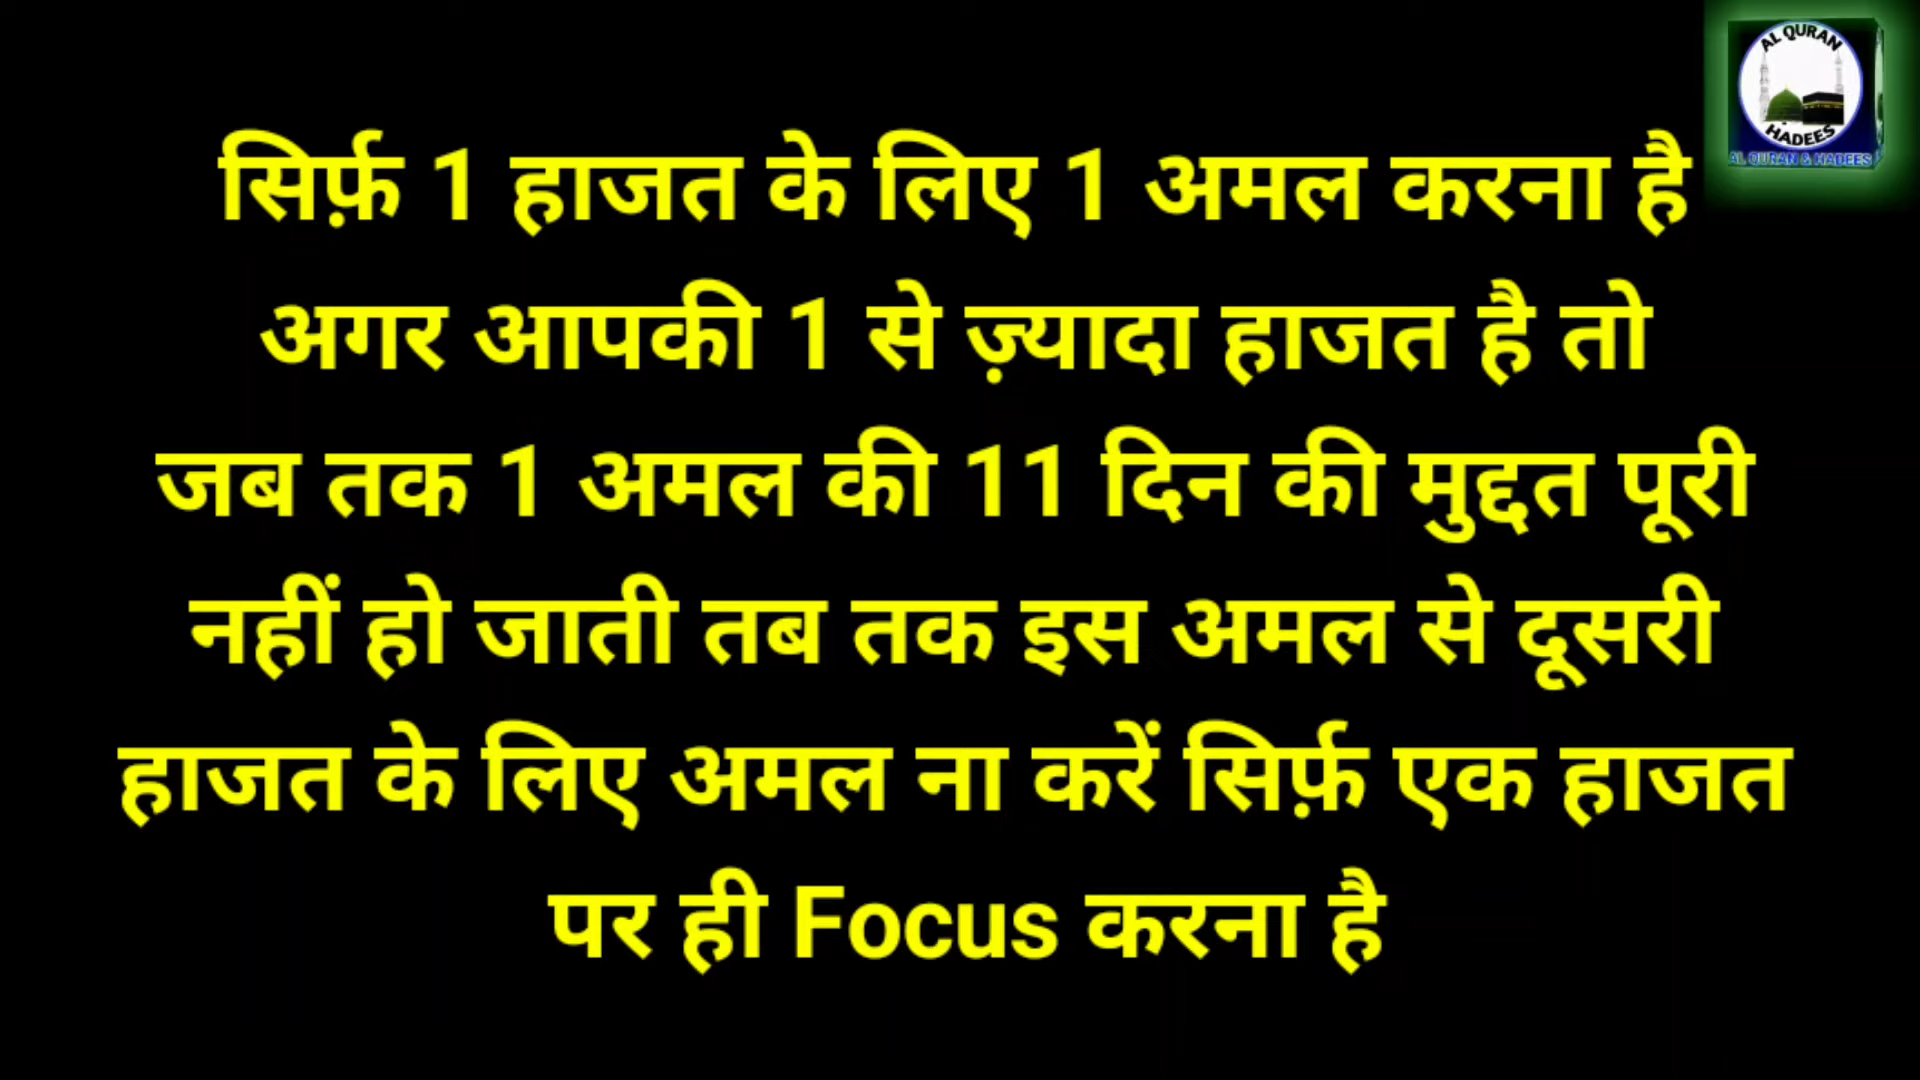 AL QURAN
HADEES
AL QURAN & HADEES
सिर्फ़ 1 हाजत के लिए 1 अमल करना है
अगर आपकी 1 से ज़्यादा हाजत है तो
जब तक 1 अमल की 11 दिन की मुद्दत पूरी
नहीं हो जाती तब तक इस अमल से दूसरी
हाजत के लिए अमल ना करें सिर्फ़ एक हाजत
पर ही Focus करना है